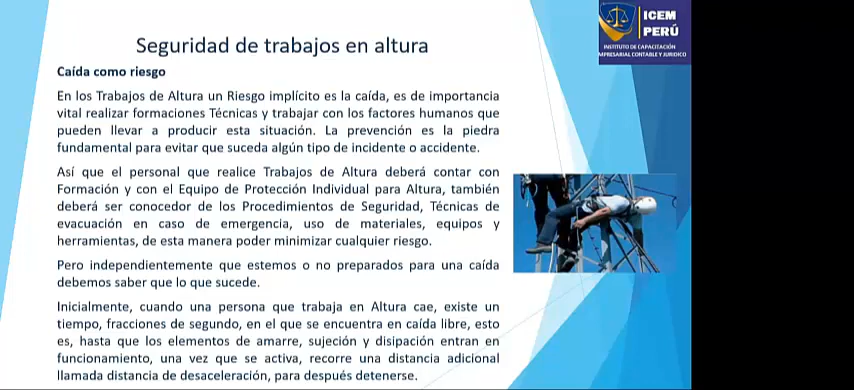 Seguridad de trabajos en altura
ICEM
PERÚ
INSTITUTO DE CAPACITACIÓN
EMPRESARIAL CONTABLE Y JURIDICO
Caída como riesgo
En los Trabajos de Altura un Riesgo implícito es la caída, es de importancia
vital realizar formaciones Técnicas y trabajar con los factores humanos que
pueden llevar a producir esta situación. La prevención es la piedra
fundamental para evitar que suceda algún tipo de incidente o accidente.
Así que el personal que realice Trabajos de Altura deberá contar con
Formación y con el Equipo de Protección Individual para Altura, también
deberá ser conocedor de los Procedimientos de Seguridad, Técnicas de
evacuación en caso de emergencia, uso de materiales, equipos y
herramientas, de esta manera poder minimizar cualquier riesgo.
Pero independientemente que estemos o no preparados para una caída
debemos saber que lo que sucede.
Inicialmente, cuando una persona que trabaja en Altura cae, existe un
tiempo, fracciones de segundo, en el que se encuentra en caída libre, esto
es, hasta que los elementos de amarre, sujeción y disipación entran en
funcionamiento, una vez que se activa, recorre una distancia adicional
llamada distancia de desaceleración, para después detenerse.